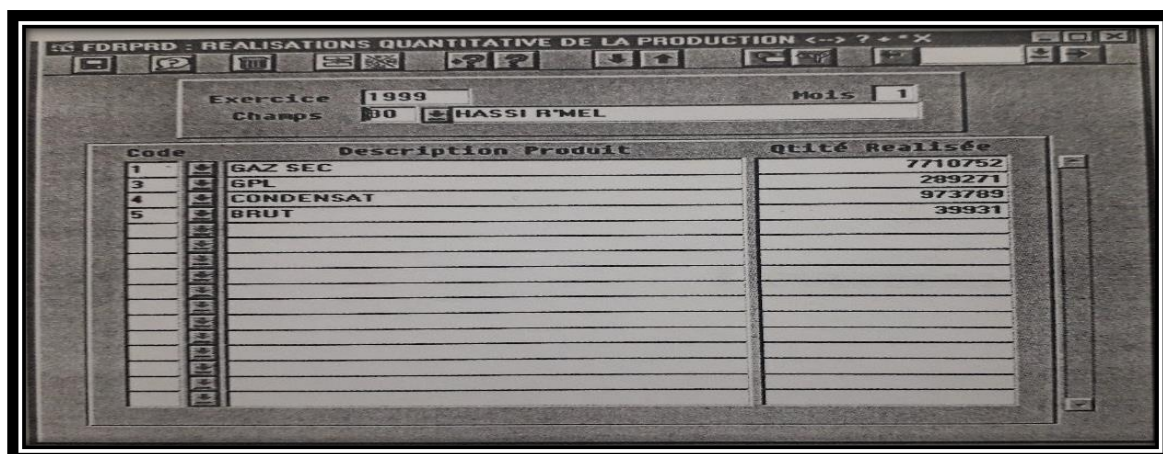 FDRPRD : REALISATIONS QUANTITATIVE DE LA PRODUCTION <--> ? + * X
Exercice 1999 Mois 1
Champs 00 HASSI R'MEL
Code Description Produit Qtité Realisée
1 GAZ SEC 7710752
3 GPL 289271
4 CONDENSAT 973789
5 BRUT 39931